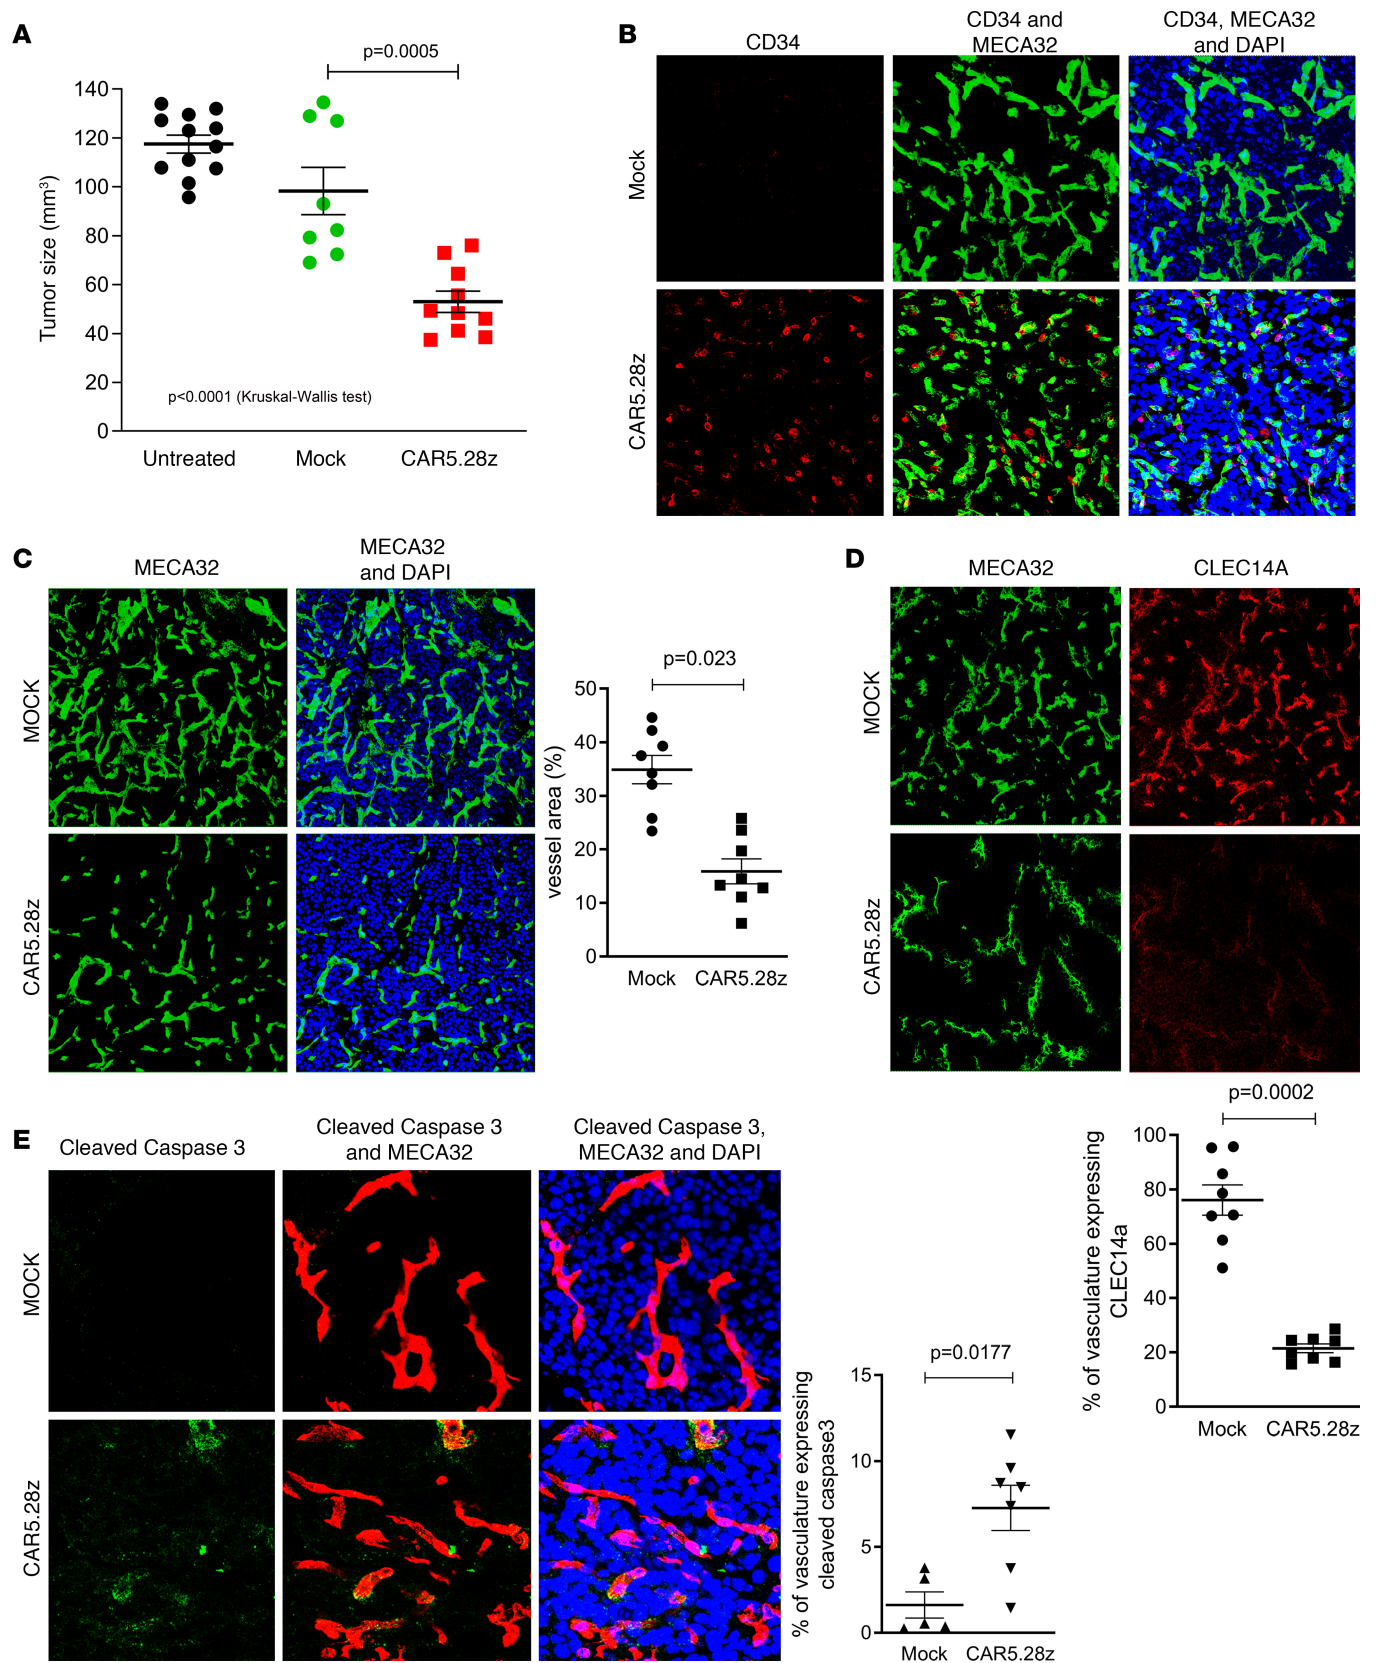 A
p=0.0005
Tumor size (mm³)
140
120
100
80
60
40
20
0
p<0.0001 (Kruskal-Wallis test)
Untreated
Mock
CAR5.28z
B
CD34
CD34 and
MECA32
CD34, MECA32
and DAPI
Mock
CAR5.28z
C
MECA32
MECA32
and DAPI
MOCK
CAR5.28z
p=0.023
vessel area (%)
50
40
30
20
10
0
Mock
CAR5.28z
D
MECA32
CLEC14A
MOCK
CAR5.28z
p=0.0002
% of vasculature expressing
CLEC14a
100
80
60
40
20
0
Mock
CAR5.28z
E
Cleaved Caspase 3
Cleaved Caspase 3
and MECA32
Cleaved Caspase 3,
MECA32 and DAPI
MOCK
CAR5.28z
p=0.0177
% of vasculature expressing
cleaved caspase3
15
10
5
0
Mock
CAR5.28z